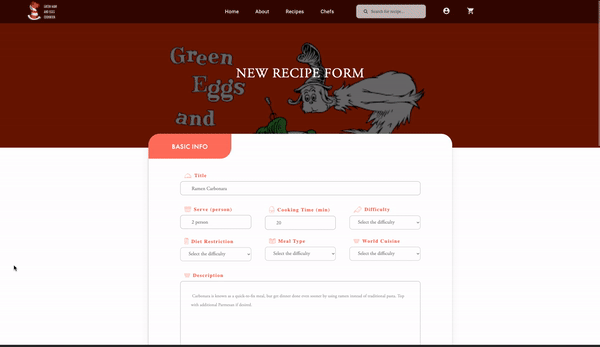 GREEN HAM
AND EGGS
COOKBOOK
Home About Recipes Chefs Search for recipe...
Green
Eggs
and
NEW RECIPE FORM
BASIC INFO
Title
Ramen Carbonara
Serve (person) Cooking Time (min) Difficulty
2 person 20 Select the difficulty
Diet Restriction Meal Type World Cuisine
Select the difficulty Select the difficulty Select the difficulty
Description
Carbonara is known as a quick-to-fix meal, but get dinner done even sooner by using ramen instead of traditional pasta. Top
with additional Parmesan if desired.